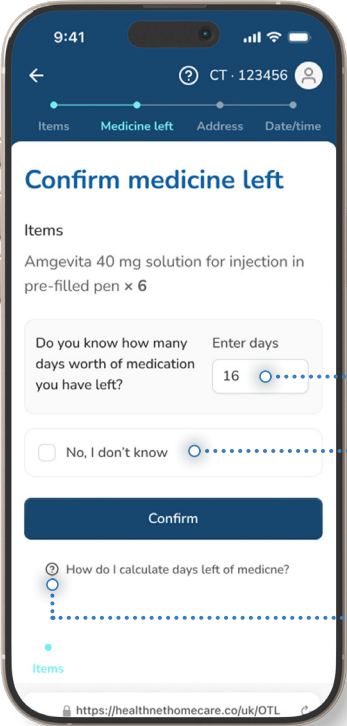 9:41
CT · 123456
Items
Medicine left
Address
Date/time
Confirm medicine left
Items
Amgevita 40 mg solution for injection in
pre-filled pen × 6
Do you know how many
days worth of medication
you have left?
Enter days
16
No, I don't know
Confirm
How do I calculate days left of medicne?
Items
https://healthnethomecare.co/uk/OTL